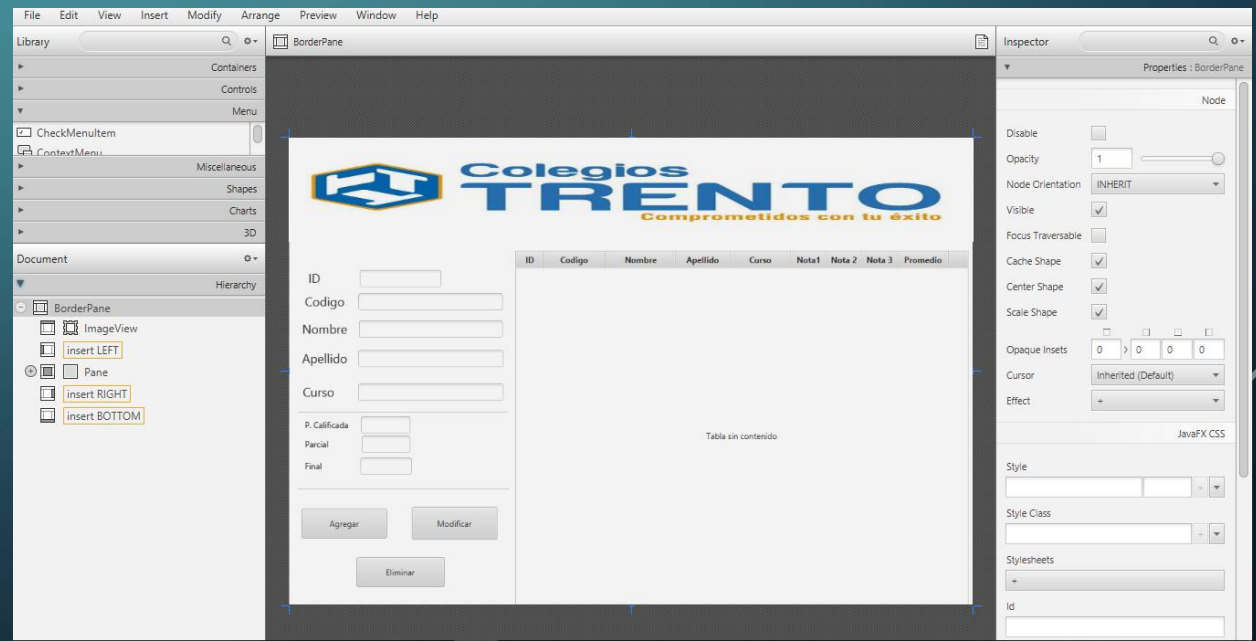 File Edit View Insert Modify Arrange Preview Window Help
Library
Containers
Controls
Menu
CheckMenuItem
ContextMenu
Miscellaneous
Shapes
Charts
3D
Document
Hierarchy
BorderPane
ImageView
insert LEFT
Pane
insert RIGHT
insert BOTTOM
BorderPane
Colegios
TRENTO
Comprometidos con tu éxito
ID
Codigo
Nombre
Apellido
Curso
P. Calificada
Parcial
Final
Agregar Modificar
Eliminar
ID Codigo Nombre Apellido Curso Nota1 Nota 2 Nota 3 Promedio
Tabla sin contenido
Inspector
Properties : BorderPane
Node
Disable
Opacity 1
Node Orientation INHERIT
Visible
Focus Traversable
Cache Shape
Center Shape
Scale Shape
Opaque Insets 0 0 0 0
Cursor Inherited (Default)
Effect +
JavaFX CSS
Style
Style Class
Stylesheets
+
Id